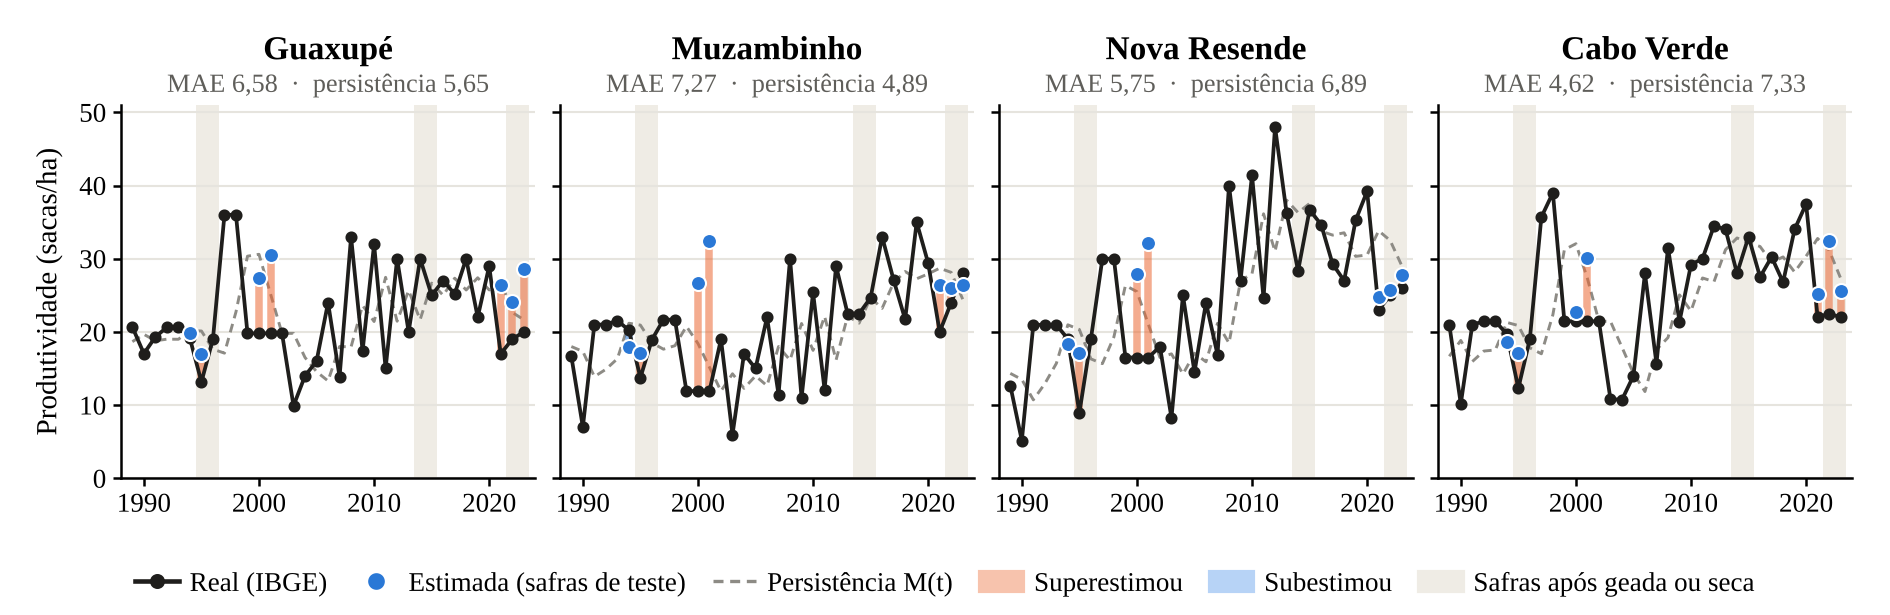 Guaxupé
MAE 6,58 · persistência 5,65
Muzambinho
MAE 7,27 · persistência 4,89
Nova Resende
MAE 5,75 · persistência 6,89
Cabo Verde
MAE 4,62 · persistência 7,33
Produtividade (sacas/ha)
50
40
30
20
10
0
1990 2000 2010 2020
1990 2000 2010 2020
1990 2000 2010 2020
1990 2000 2010 2020
Real (IBGE) Estimada (safras de teste) Persistência M(t) Superestimou Subestimou Safras após geada ou seca